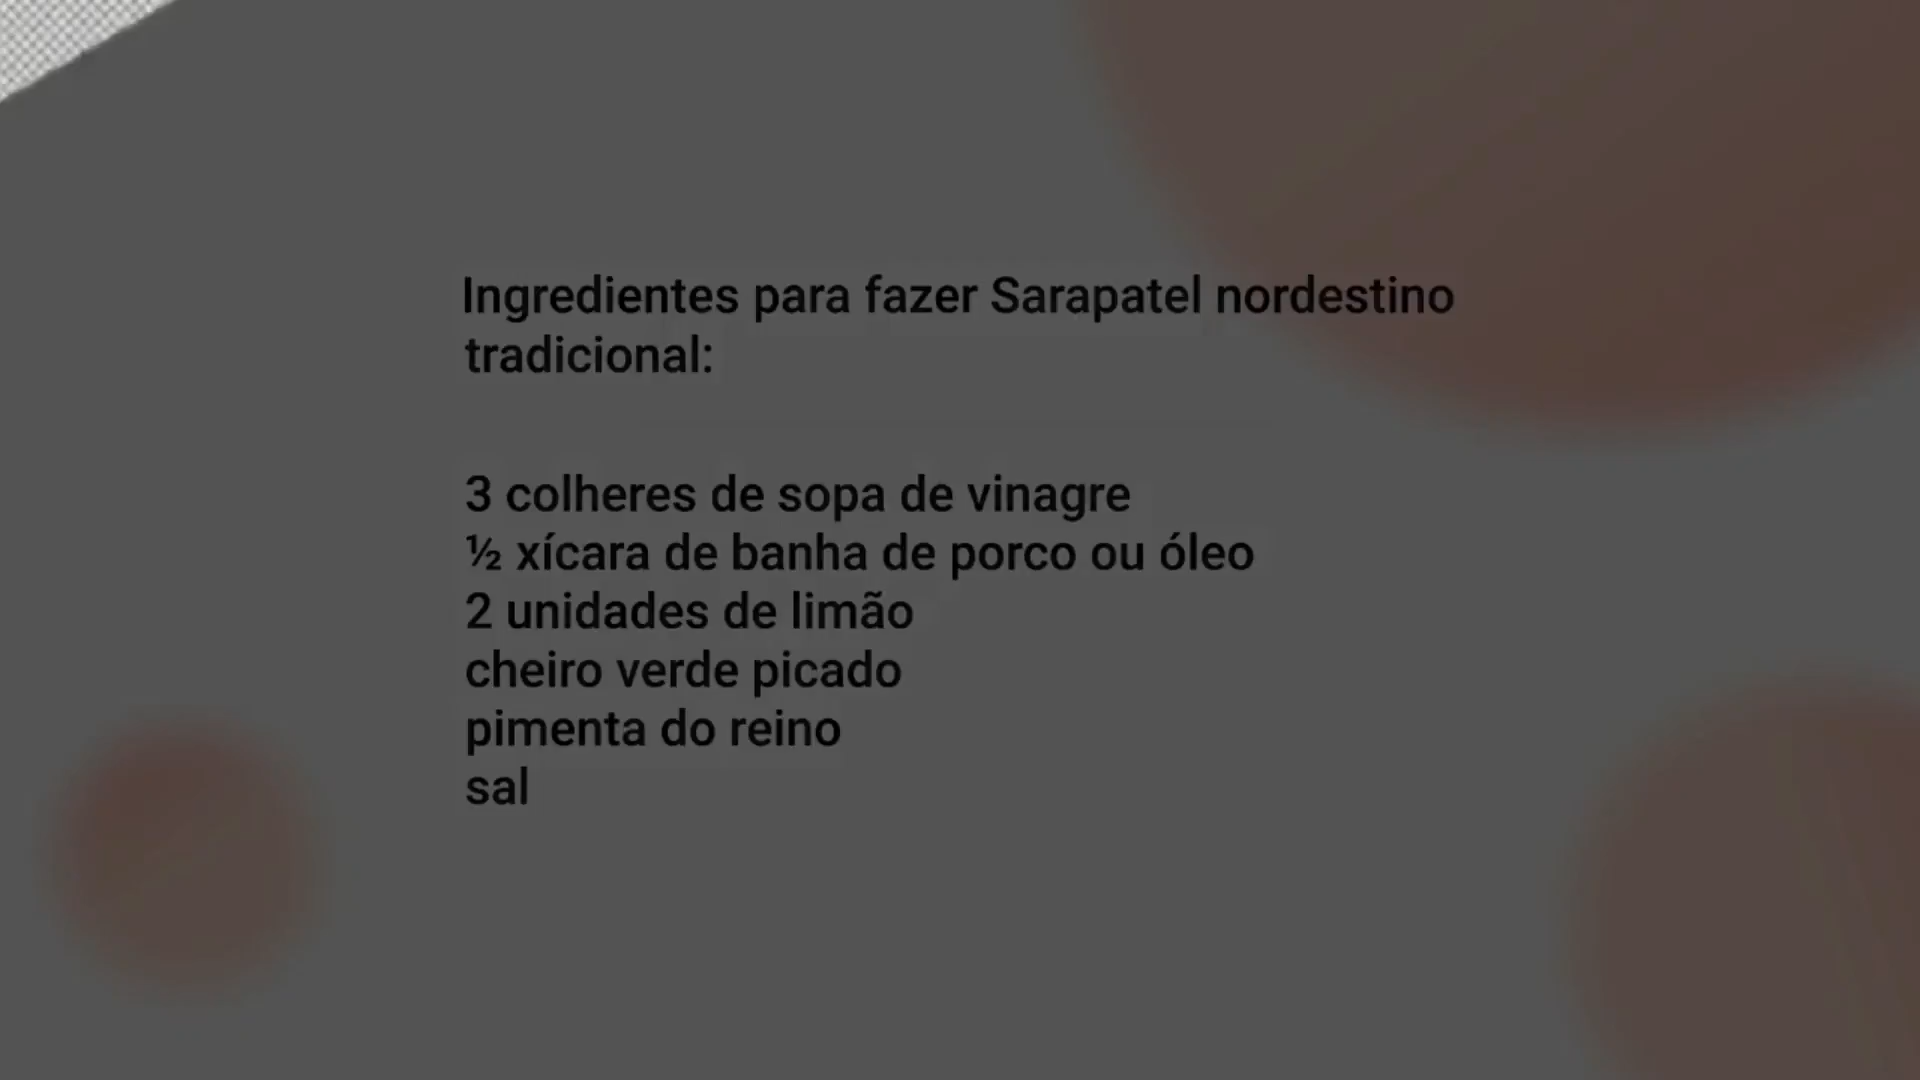 Ingredientes para fazer Sarapatel nordestino
tradicional:
3 colheres de sopa de vinagre
½ xícara de banha de porco ou óleo
2 unidades de limão
cheiro verde picado
pimenta do reino
sal